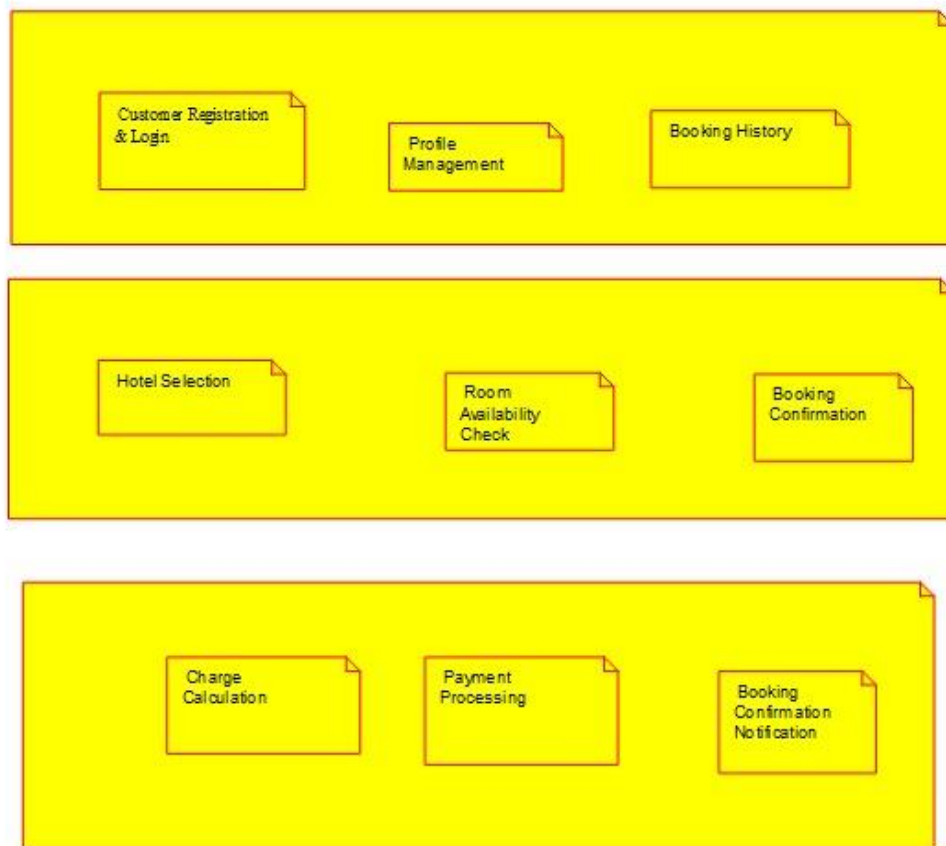 Customer Registration
& Login
Profile
Management
Booking History
Hotel Selection
Room
Availability
Check
Booking
Confirmation
Charge
Calculation
Payment
Processing
Booking
Confirmation
Notification